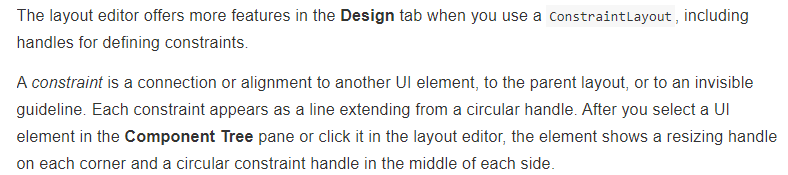 The layout editor offers more features in the Design tab when you use a ConstraintLayout, including
handles for defining constraints.
A constraint is a connection or alignment to another UI element, to the parent layout, or to an invisible
guideline. Each constraint appears as a line extending from a circular handle. After you select a UI
element in the Component Tree pane or click it in the layout editor, the element shows a resizing handle
on each corner and a circular constraint handle in the middle of each side.